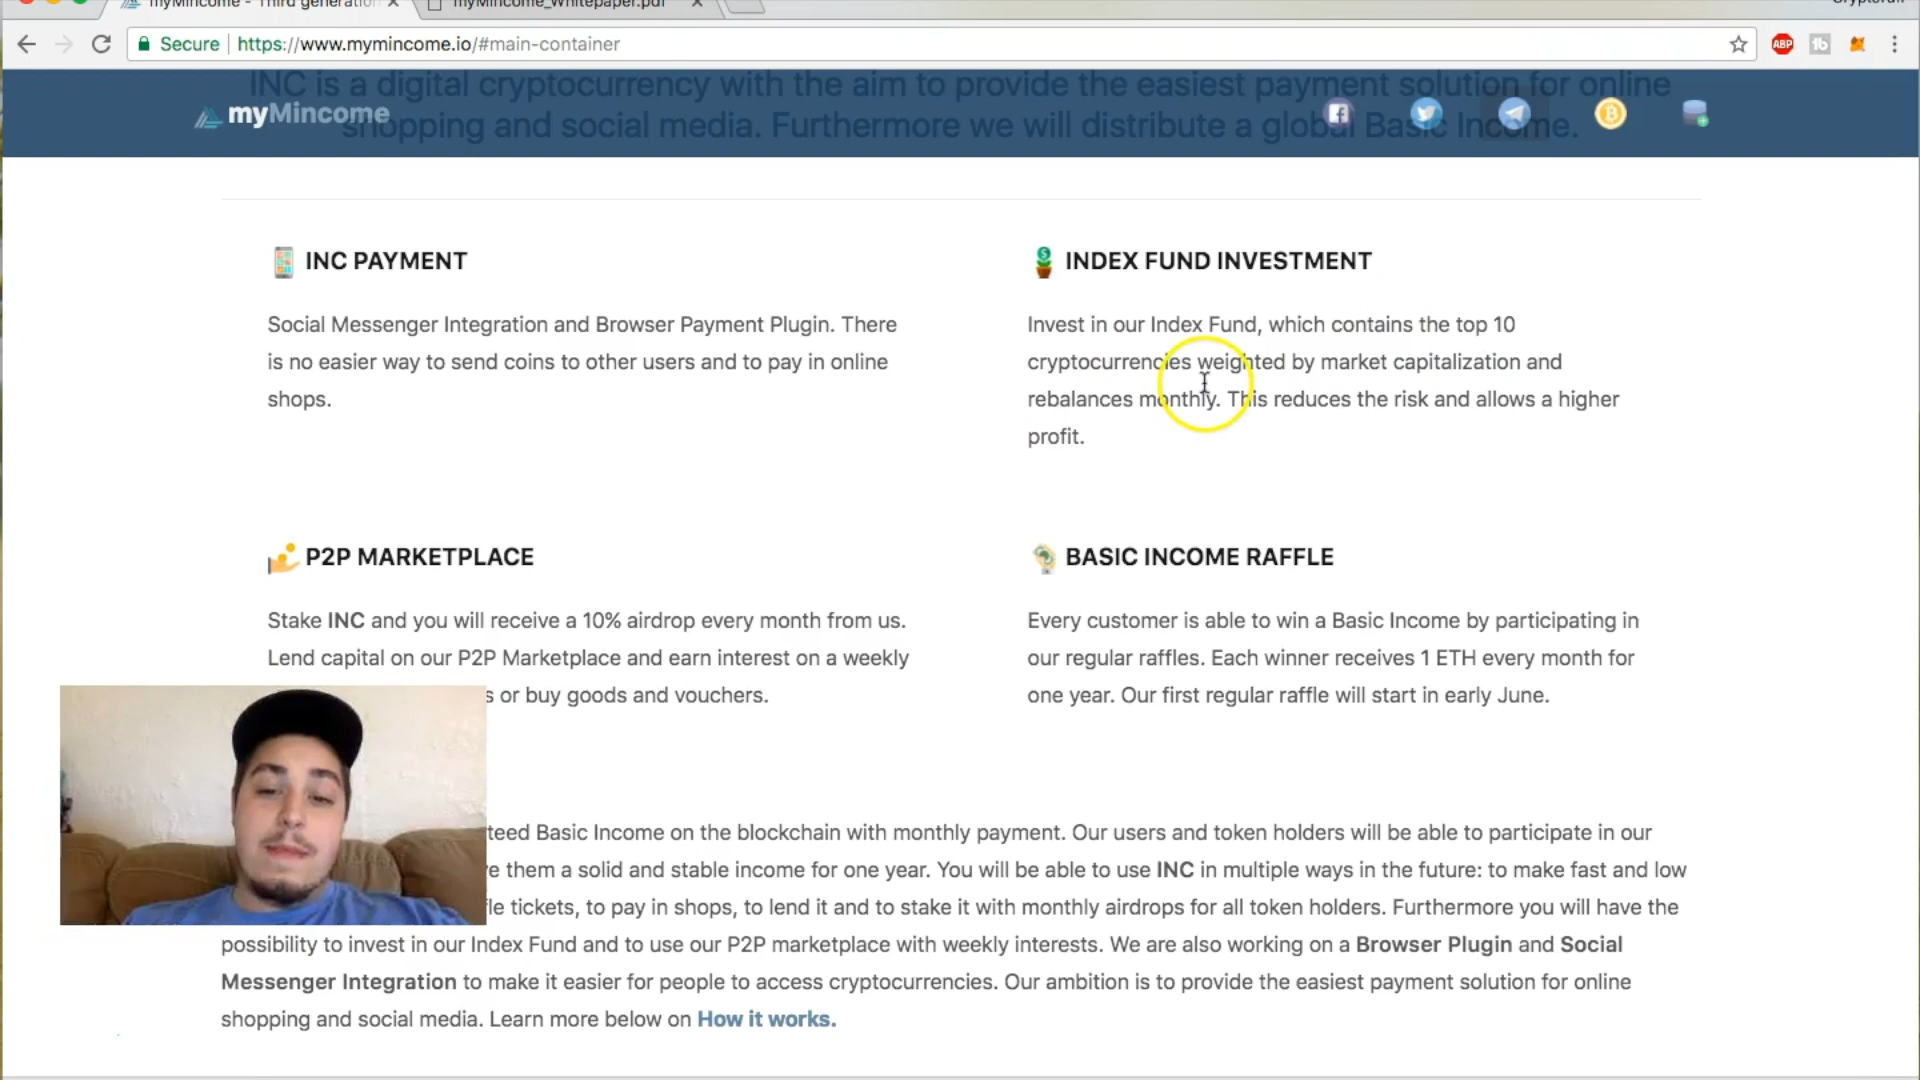 myMincome - Third generation
myMincome_Whitepaper.pdf
Secure
https://www.mymincome.io/#main-container
ABP
INC is a digital cryptocurrency with the aim to provide the easiest payment solution for online
shopping and social media. Furthermore we will distribute a global Basic Income.
myMincome
INC PAYMENT
Social Messenger Integration and Browser Payment Plugin. There
is no easier way to send coins to other users and to pay in online
shops.
INDEX FUND INVESTMENT
Invest in our Index Fund, which contains the top 10
cryptocurrencies weighted by market capitalization and
rebalances monthly. This reduces the risk and allows a higher
profit.
P2P MARKETPLACE
Stake INC and you will receive a 10% airdrop every month from us.
Lend capital on our P2P Marketplace and earn interest on a weekly
s or buy goods and vouchers.
BASIC INCOME RAFFLE
Every customer is able to win a Basic Income by participating in
our regular raffles. Each winner receives 1 ETH every month for
one year. Our first regular raffle will start in early June.
teed Basic Income on the blockchain with monthly payment. Our users and token holders will be able to participate in our
e them a solid and stable income for one year. You will be able to use INC in multiple ways in the future: to make fast and low
le tickets, to pay in shops, to lend it and to stake it with monthly airdrops for all token holders. Furthermore you will have the
possibility to invest in our Index Fund and to use our P2P marketplace with weekly interests. We are also working on a Browser Plugin and Social
Messenger Integration to make it easier for people to access cryptocurrencies. Our ambition is to provide the easiest payment solution for online
shopping and social media. Learn more below on How it works.